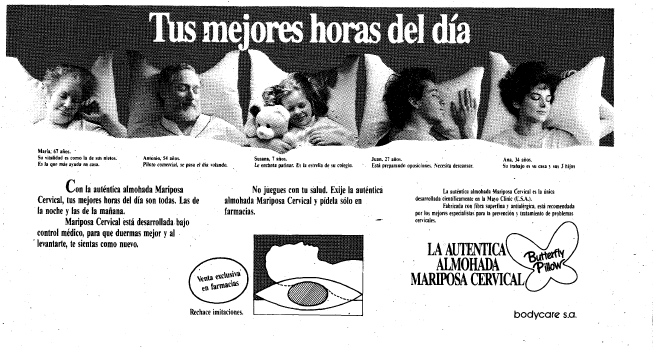 Tus mejores horas del día
María, 67 años.
Su vitalidad es como la de sus nietos.
Es la que más ayuda en casa.
Antonio, 54 años.
Piloto comercial, se pasa el día volando.
Susana, 7 años.
Le encanta patinar. Es la estrella de su colegio.
Juan, 27 años.
Está preparando oposiciones. Necesita descansar.
Ana, 34 años.
Su trabajo es su casa y sus 3 hijos
Con la auténtica almohada Mariposa
Cervical, tus mejores horas del día son todas. Las de
la noche y las de la mañana.
Mariposa Cervical está desarrollada bajo
control médico, para que duermas mejor y al
levantarte, te sientas como nuevo.
No juegues con tu salud. Exije la auténtica
almohada Mariposa Cervical y pídela sólo en
farmacias.
Venta exclusiva
en farmacias
Rechace imitaciones.
La auténtica almohada Mariposa Cervical es la única
desarrollada científicamente en la Mayo Clinic (U.S.A.).
Fabricada con fibra superfina y antialérgica, está recomendada
por los mejores especialistas para la prevención y tratamiento de problemas
cervicales.
LA AUTENTICA
ALMOHADA
MARIPOSA CERVICAL
Butterfly
Pillow
bodycare s.a.